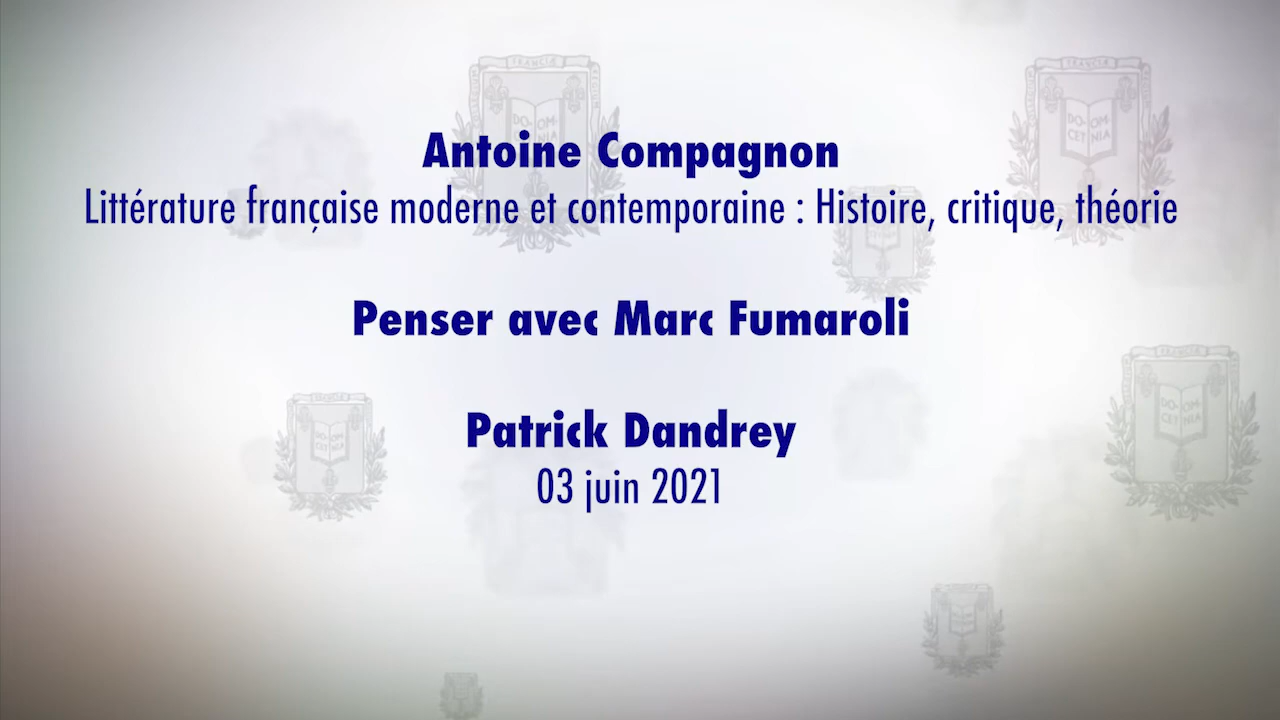 Antoine Compagnon
Littérature française moderne et contemporaine : Histoire, critique, théorie
Penser avec Marc Fumaroli
Patrick Dandrey
03 juin 2021